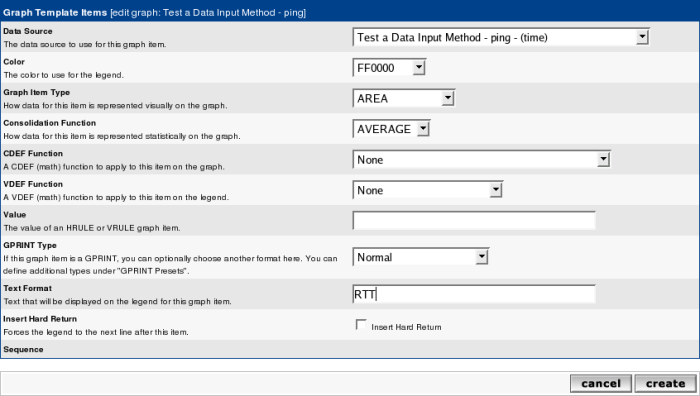 Graph Template Items [edit graph: Test a Data Input Method - ping]
Data Source
The data source to use for this graph item.
Test a Data Input Method - ping - (time)
Color
The color to use for the legend.
FF0000
Graph Item Type
How data for this item is represented visually on the graph.
AREA
Consolidation Function
How data for this item is represented statistically on the graph.
AVERAGE
CDEF Function
A CDEF (math) function to apply to this item on the graph.
None
VDEF Function
A VDEF (math) function to apply to this item on the legend.
None
Value
The value of an HRULE or VRULE graph item.
GPRINT Type
If this graph item is a GPRINT, you can optionally choose another format here. You can
define additional types under "GPRINT Presets".
Normal
Text Format
Text that will be displayed on the legend for this graph item.
RTT
Insert Hard Return
Forces the legend to the next line after this item.
Insert Hard Return
Sequence
cancel create